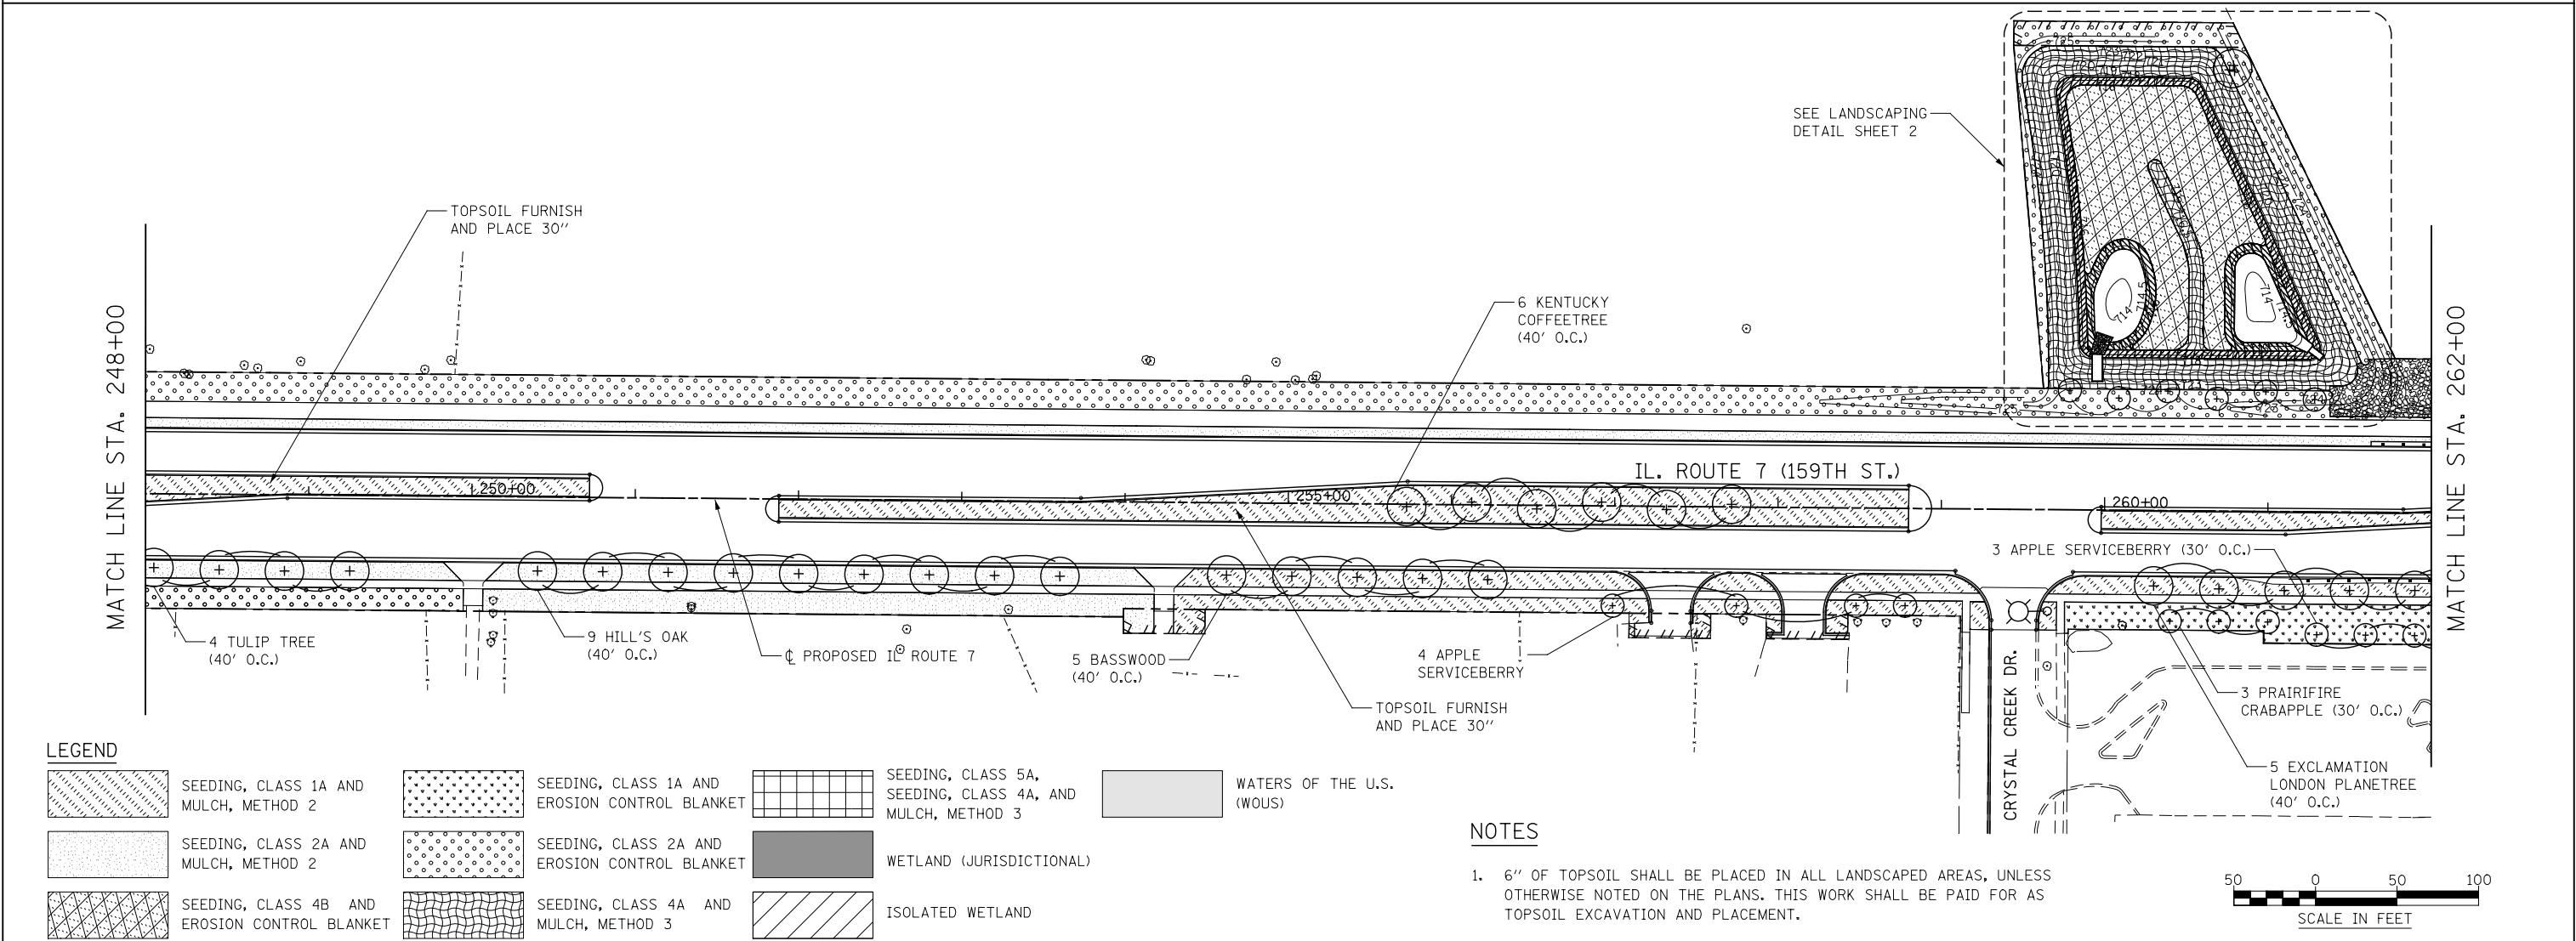 SEE LANDSCAPING
DETAIL SHEET 2
TOPSOIL FURNISH
AND PLACE 30"
6 KENTUCKY
COFFEETREE
(40' O.C.)
MATCH LINE STA. 248+00
MATCH LINE STA. 262+00
725
714
714.5
714
714.5
723
725
IL. ROUTE 7 (159TH ST.)
250+00
255+00
260+00
3 APPLE SERVICEBERRY (30' O.C.)
4 TULIP TREE
(40' O.C.)
9 HILL'S OAK
(40' O.C.)
℄ PROPOSED IL ROUTE 7
5 BASSWOOD
(40' O.C.)
4 APPLE
SERVICEBERRY
TOPSOIL FURNISH
AND PLACE 30"
CRYSTAL CREEK DR.
3 PRAIRIFIRE
CRABAPPLE (30' O.C.)
5 EXCLAMATION
LONDON PLANETREE
(40' O.C.)
LEGEND
SEEDING, CLASS 1A AND
MULCH, METHOD 2
SEEDING, CLASS 2A AND
MULCH, METHOD 2
SEEDING, CLASS 4B AND
EROSION CONTROL BLANKET
SEEDING, CLASS 1A AND
EROSION CONTROL BLANKET
SEEDING, CLASS 2A AND
EROSION CONTROL BLANKET
SEEDING, CLASS 4A AND
MULCH, METHOD 3
SEEDING, CLASS 5A,
SEEDING, CLASS 4A, AND
MULCH, METHOD 3
WETLAND (JURISDICTIONAL)
ISOLATED WETLAND
WATERS OF THE U.S.
(WOUS)
NOTES
1. 6" OF TOPSOIL SHALL BE PLACED IN ALL LANDSCAPED AREAS, UNLESS
OTHERWISE NOTED ON THE PLANS. THIS WORK SHALL BE PAID FOR AS
TOPSOIL EXCAVATION AND PLACEMENT.
50 0 50 100
SCALE IN FEET